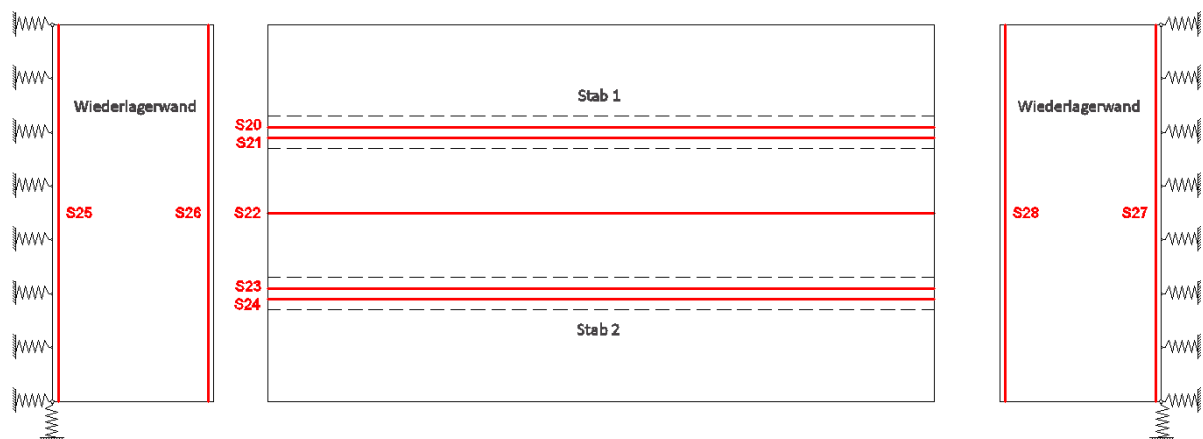 Wiederlagerwand
Stab 1
Wiederlagerwand
S20
S21
S25
S26
S22
S28
S27
S23
S24
Stab 2